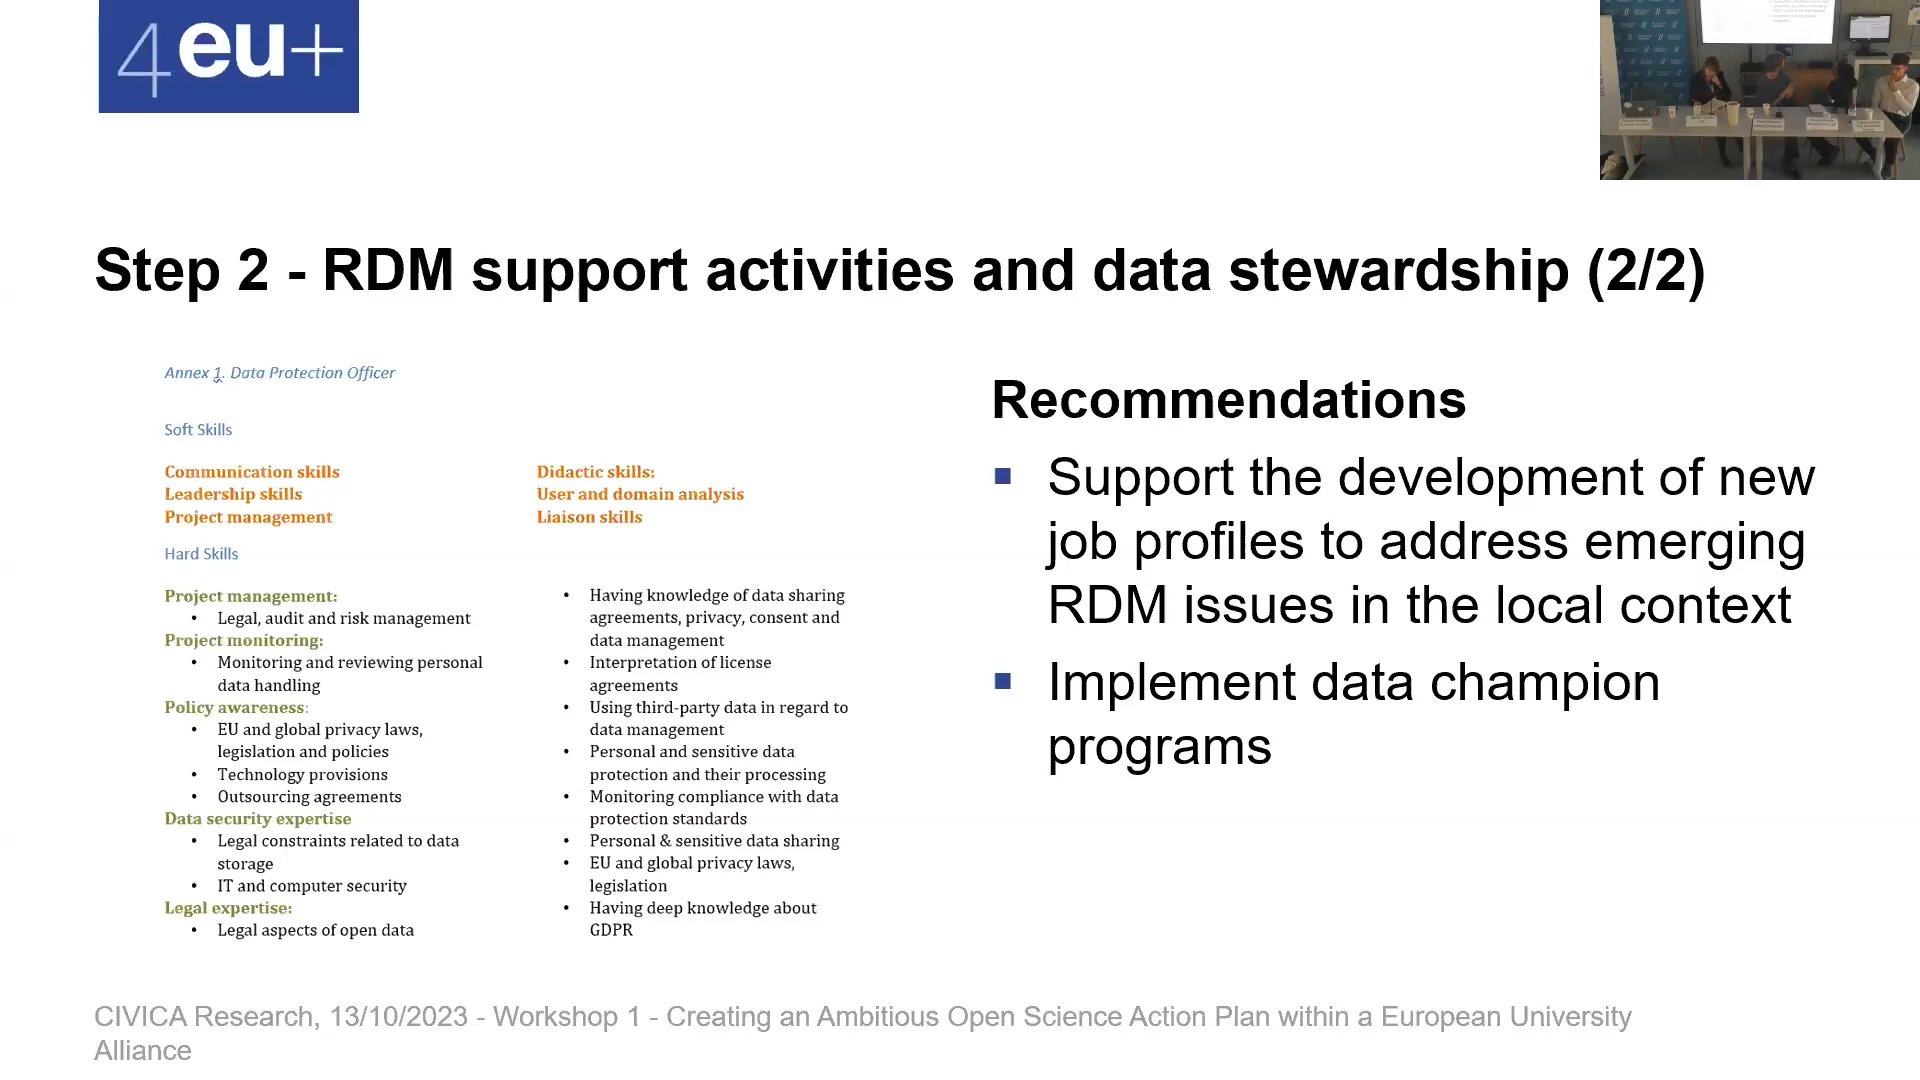 4eu+
Step 2 - RDM support activities and data stewardship (2/2)
Annex 1. Data Protection Officer
Soft Skills
Communication skills
Leadership skills
Project management
Didactic skills:
User and domain analysis
Liaison skills
Hard Skills
Project management:
• Legal, audit and risk management
Project monitoring:
• Monitoring and reviewing personal
data handling
Policy awareness:
• EU and global privacy laws,
legislation and policies
• Technology provisions
• Outsourcing agreements
Data security expertise
• Legal constraints related to data
storage
• IT and computer security
Legal expertise:
• Legal aspects of open data
• Having knowledge of data sharing
agreements, privacy, consent and
data management
• Interpretation of license
agreements
• Using third-party data in regard to
data management
• Personal and sensitive data
protection and their processing
• Monitoring compliance with data
protection standards
• Personal & sensitive data sharing
• EU and global privacy laws,
legislation
• Having deep knowledge about
GDPR
Recommendations
▪ Support the development of new
job profiles to address emerging
RDM issues in the local context
▪ Implement data champion
programs
CIVICA Research, 13/10/2023 - Workshop 1 - Creating an Ambitious Open Science Action Plan within a European University
Alliance